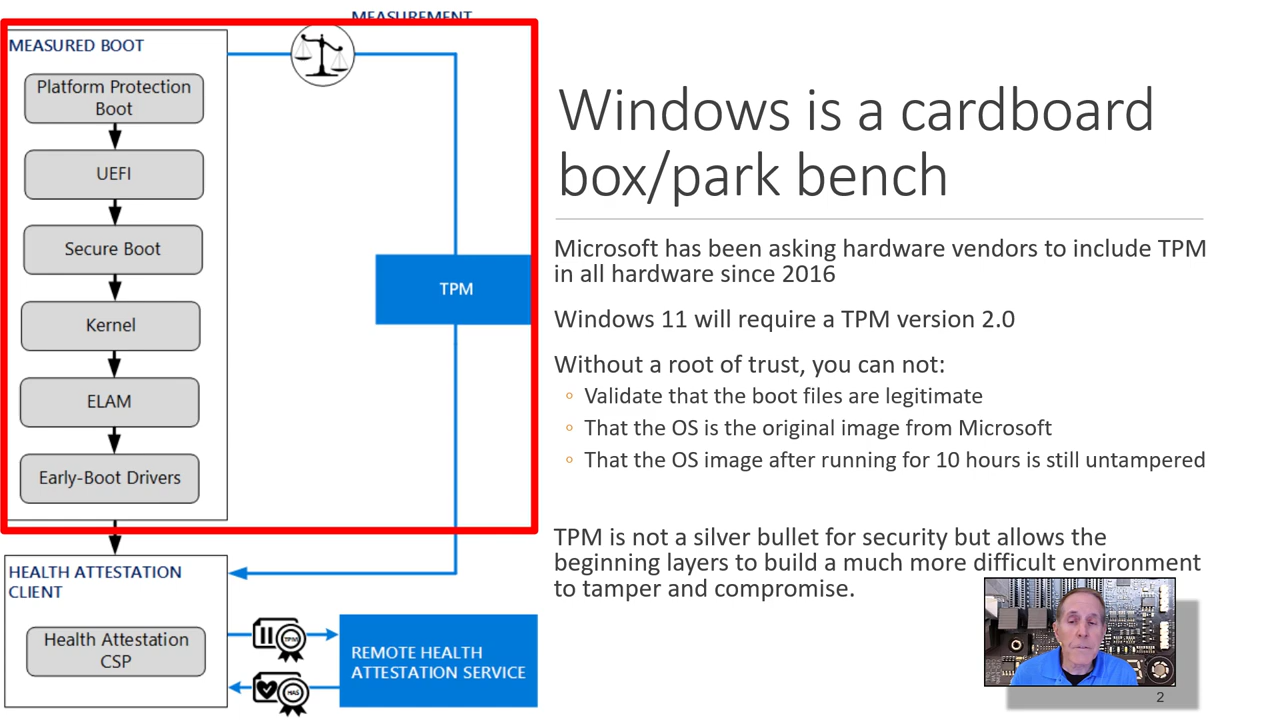 MEASUREMENT
MEASURED BOOT
Platform Protection
Boot
UEFI
Secure Boot
Kernel
ELAM
Early-Boot Drivers
TPM
HEALTH ATTESTATION
CLIENT
Health Attestation
CSP
TPM
HAS
REMOTE HEALTH
ATTESTATION SERVICE
Windows is a cardboard
box/park bench
Microsoft has been asking hardware vendors to include TPM
in all hardware since 2016
Windows 11 will require a TPM version 2.0
Without a root of trust, you can not:
◦ Validate that the boot files are legitimate
◦ That the OS is the original image from Microsoft
◦ That the OS image after running for 10 hours is still untampered
TPM is not a silver bullet for security but allows the
beginning layers to build a much more difficult environment
to tamper and compromise.
2